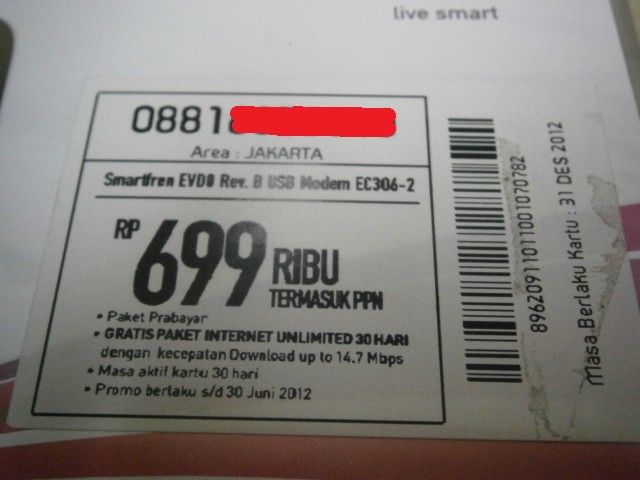 live smart
0881
Area : JAKARTA
Smartfren EVDO Rev. B USB Modem EC306-2
RP 699 RIBU
TERMASUK PPN
• Paket Prabayar
• GRATIS PAKET INTERNET UNLIMITED 30 HARI
dengan kecepatan Download up to 14.7 Mbps
• Masa aktif kartu 30 hari
• Promo berlaku s/d 30 Juni 2012
89620911011001070782
Masa Berlaku Kartu : 31 DES 2012